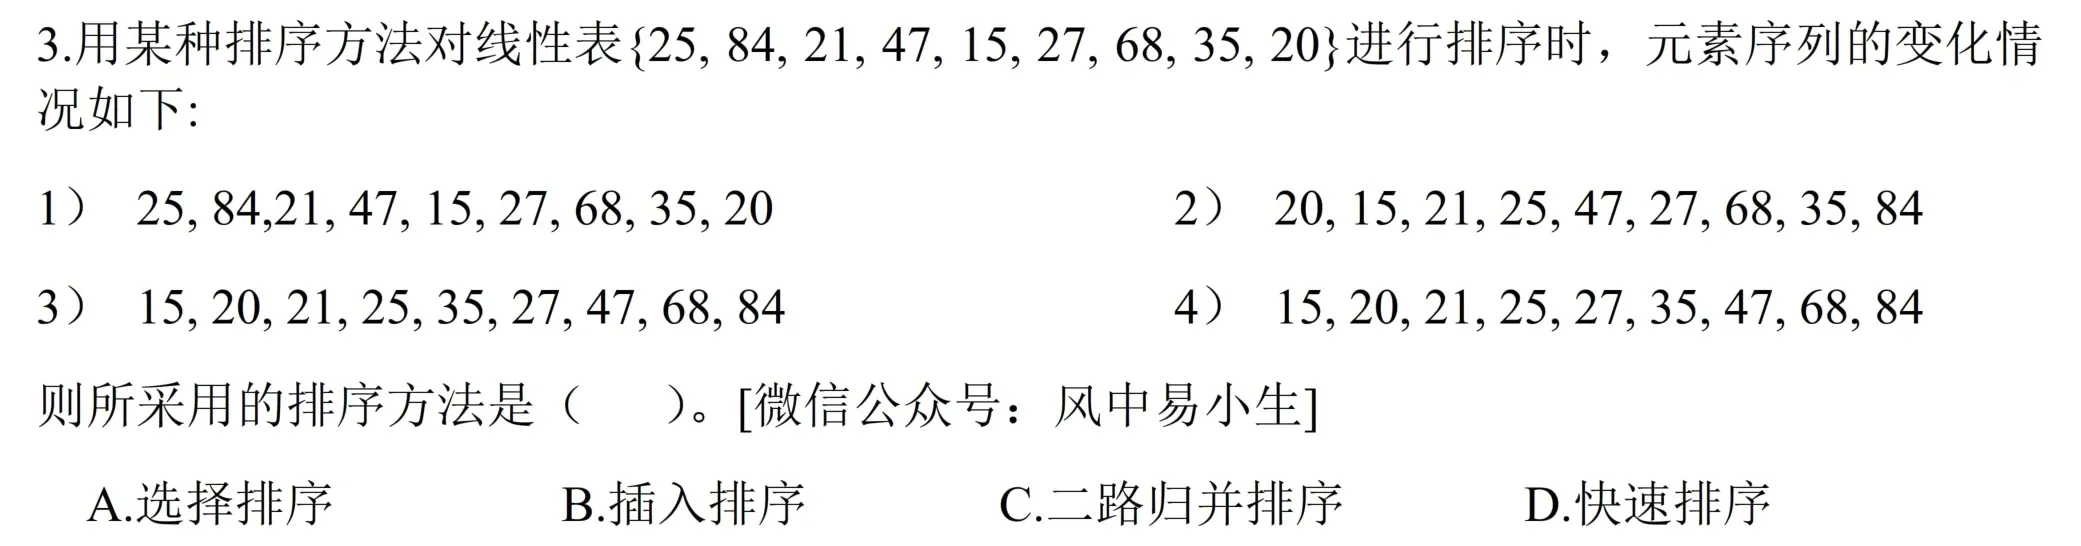 3.用某种排序方法对线性表{25, 84, 21, 47, 15, 27, 68, 35, 20}进行排序时，元素序列的变化情
况如下:
1） 25, 84,21, 47, 15, 27, 68, 35, 20 2） 20, 15, 21, 25, 47, 27, 68, 35, 84
3） 15, 20, 21, 25, 35, 27, 47, 68, 84 4） 15, 20, 21, 25, 27, 35, 47, 68, 84
则所采用的排序方法是（ ）。[微信公众号：风中易小生]
A.选择排序 B.插入排序 C.二路归并排序 D.快速排序